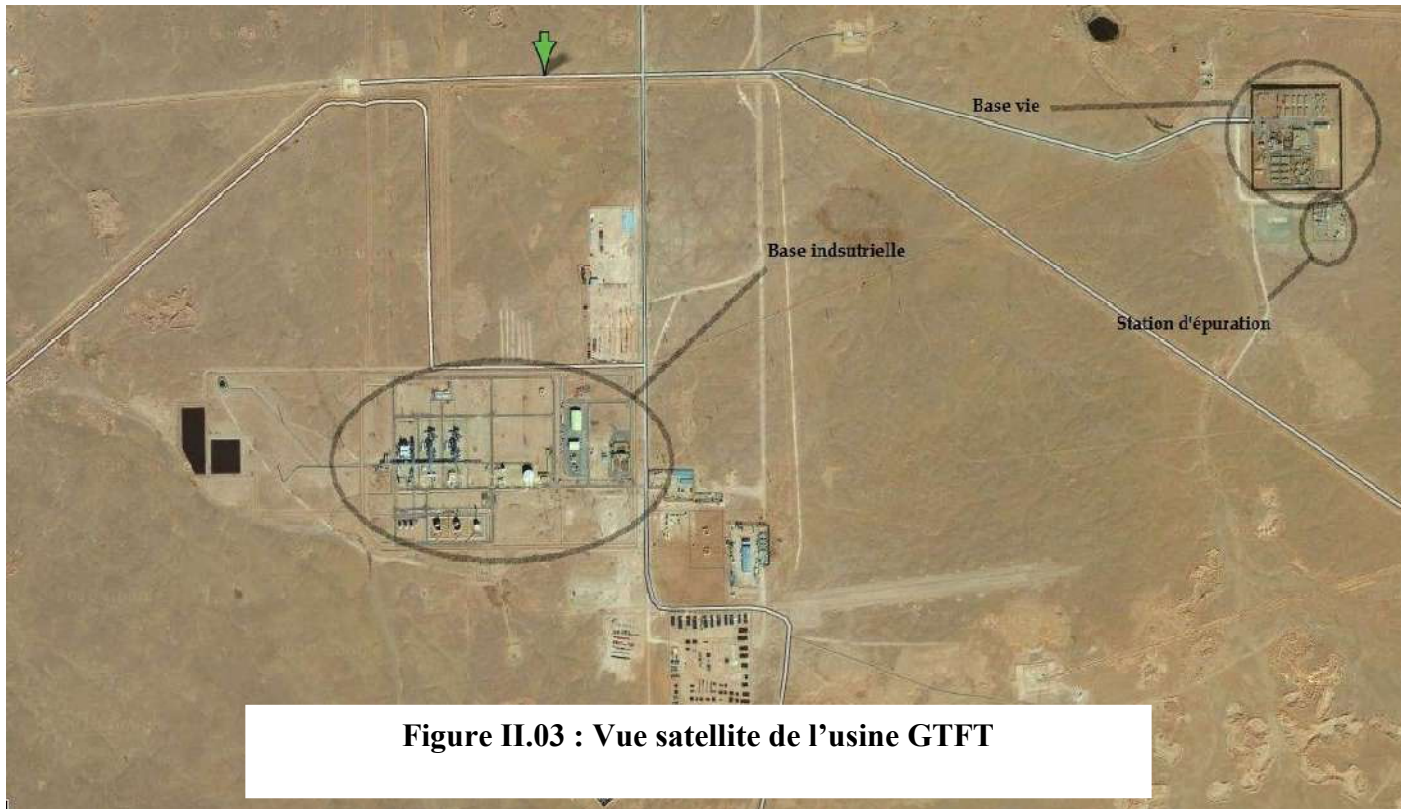 Base vie
Base indsutrielle
Station d'épuration
Figure II.03 : Vue satellite de l’usine GTFT